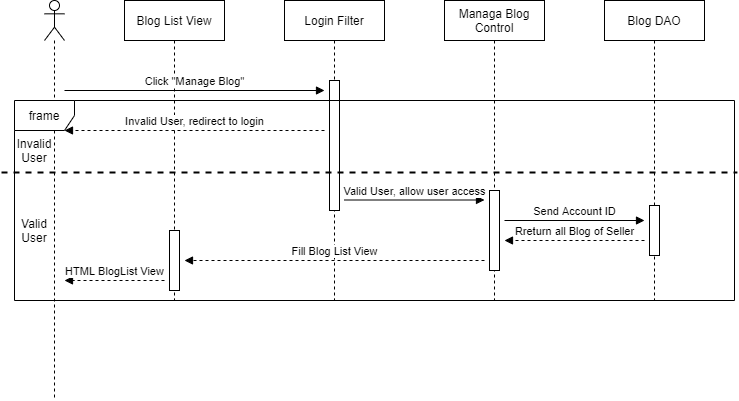 Blog List View
Login Filter
Managa Blog
Control
Blog DAO
Click "Manage Blog"
frame
Invalid User, redirect to login
Invalid
User
Valid User, allow user access
Send Account ID
Valid
User
Rreturn all Blog of Seller
Fill Blog List View
HTML BlogList View